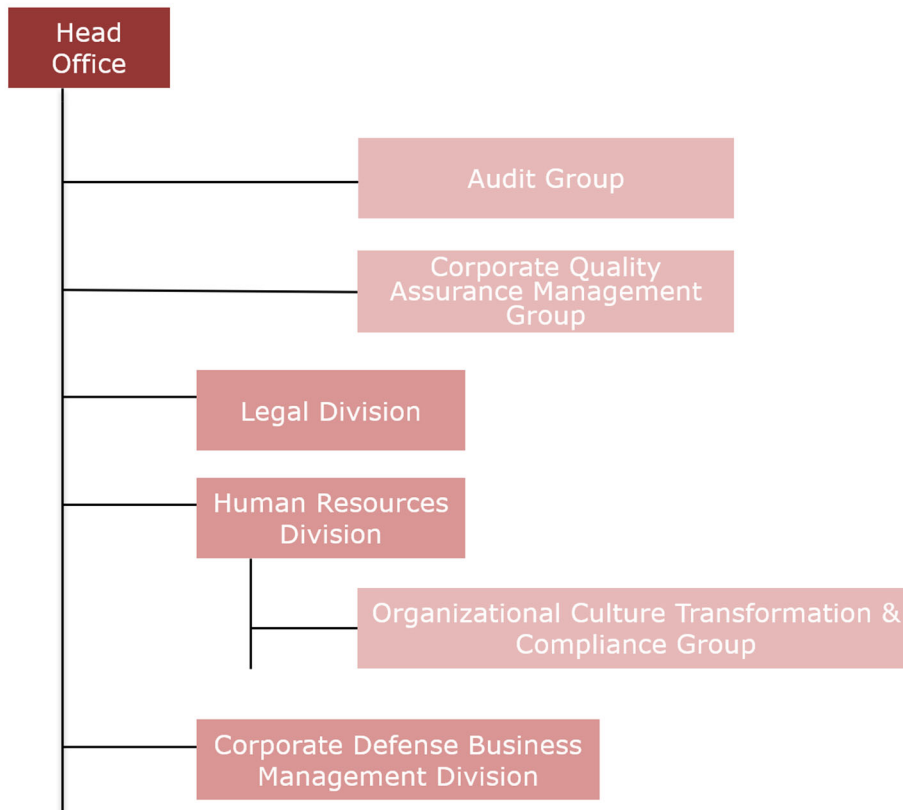 Head
Office
Audit Group
Corporate Quality
Assurance Management
Group
Legal Division
Human Resources
Division
Organizational Culture Transformation &
Compliance Group
Corporate Defense Business
Management Division